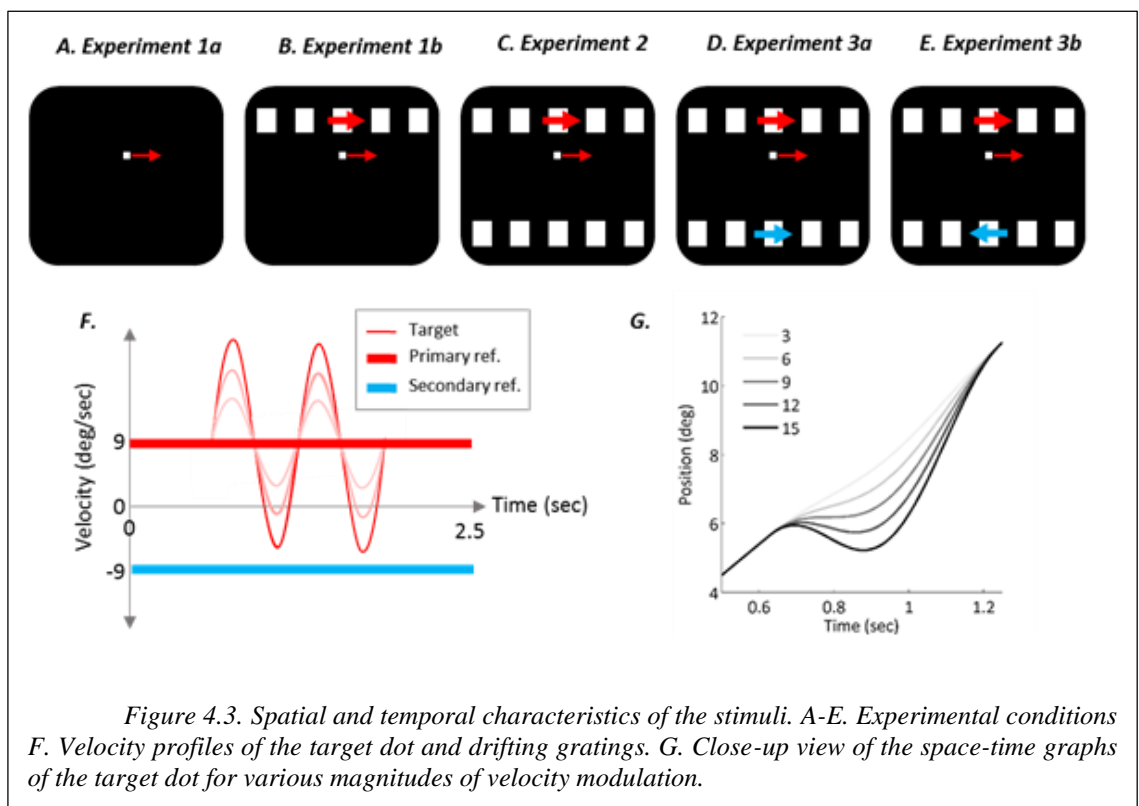 A. Experiment 1a
B. Experiment 1b
C. Experiment 2
D. Experiment 3a
E. Experiment 3b
F.
Velocity (deg/sec)
9
0
-9
0
Time (sec)
2.5
Target
Primary ref.
Secondary ref.
G.
Position (deg)
12
10
8
6
4
3
6
9
12
15
0.6
0.8
1
1.2
Time (sec)
Figure 4.3. Spatial and temporal characteristics of the stimuli. A-E. Experimental conditions
F. Velocity profiles of the target dot and drifting gratings. G. Close-up view of the space-time graphs
of the target dot for various magnitudes of velocity modulation.